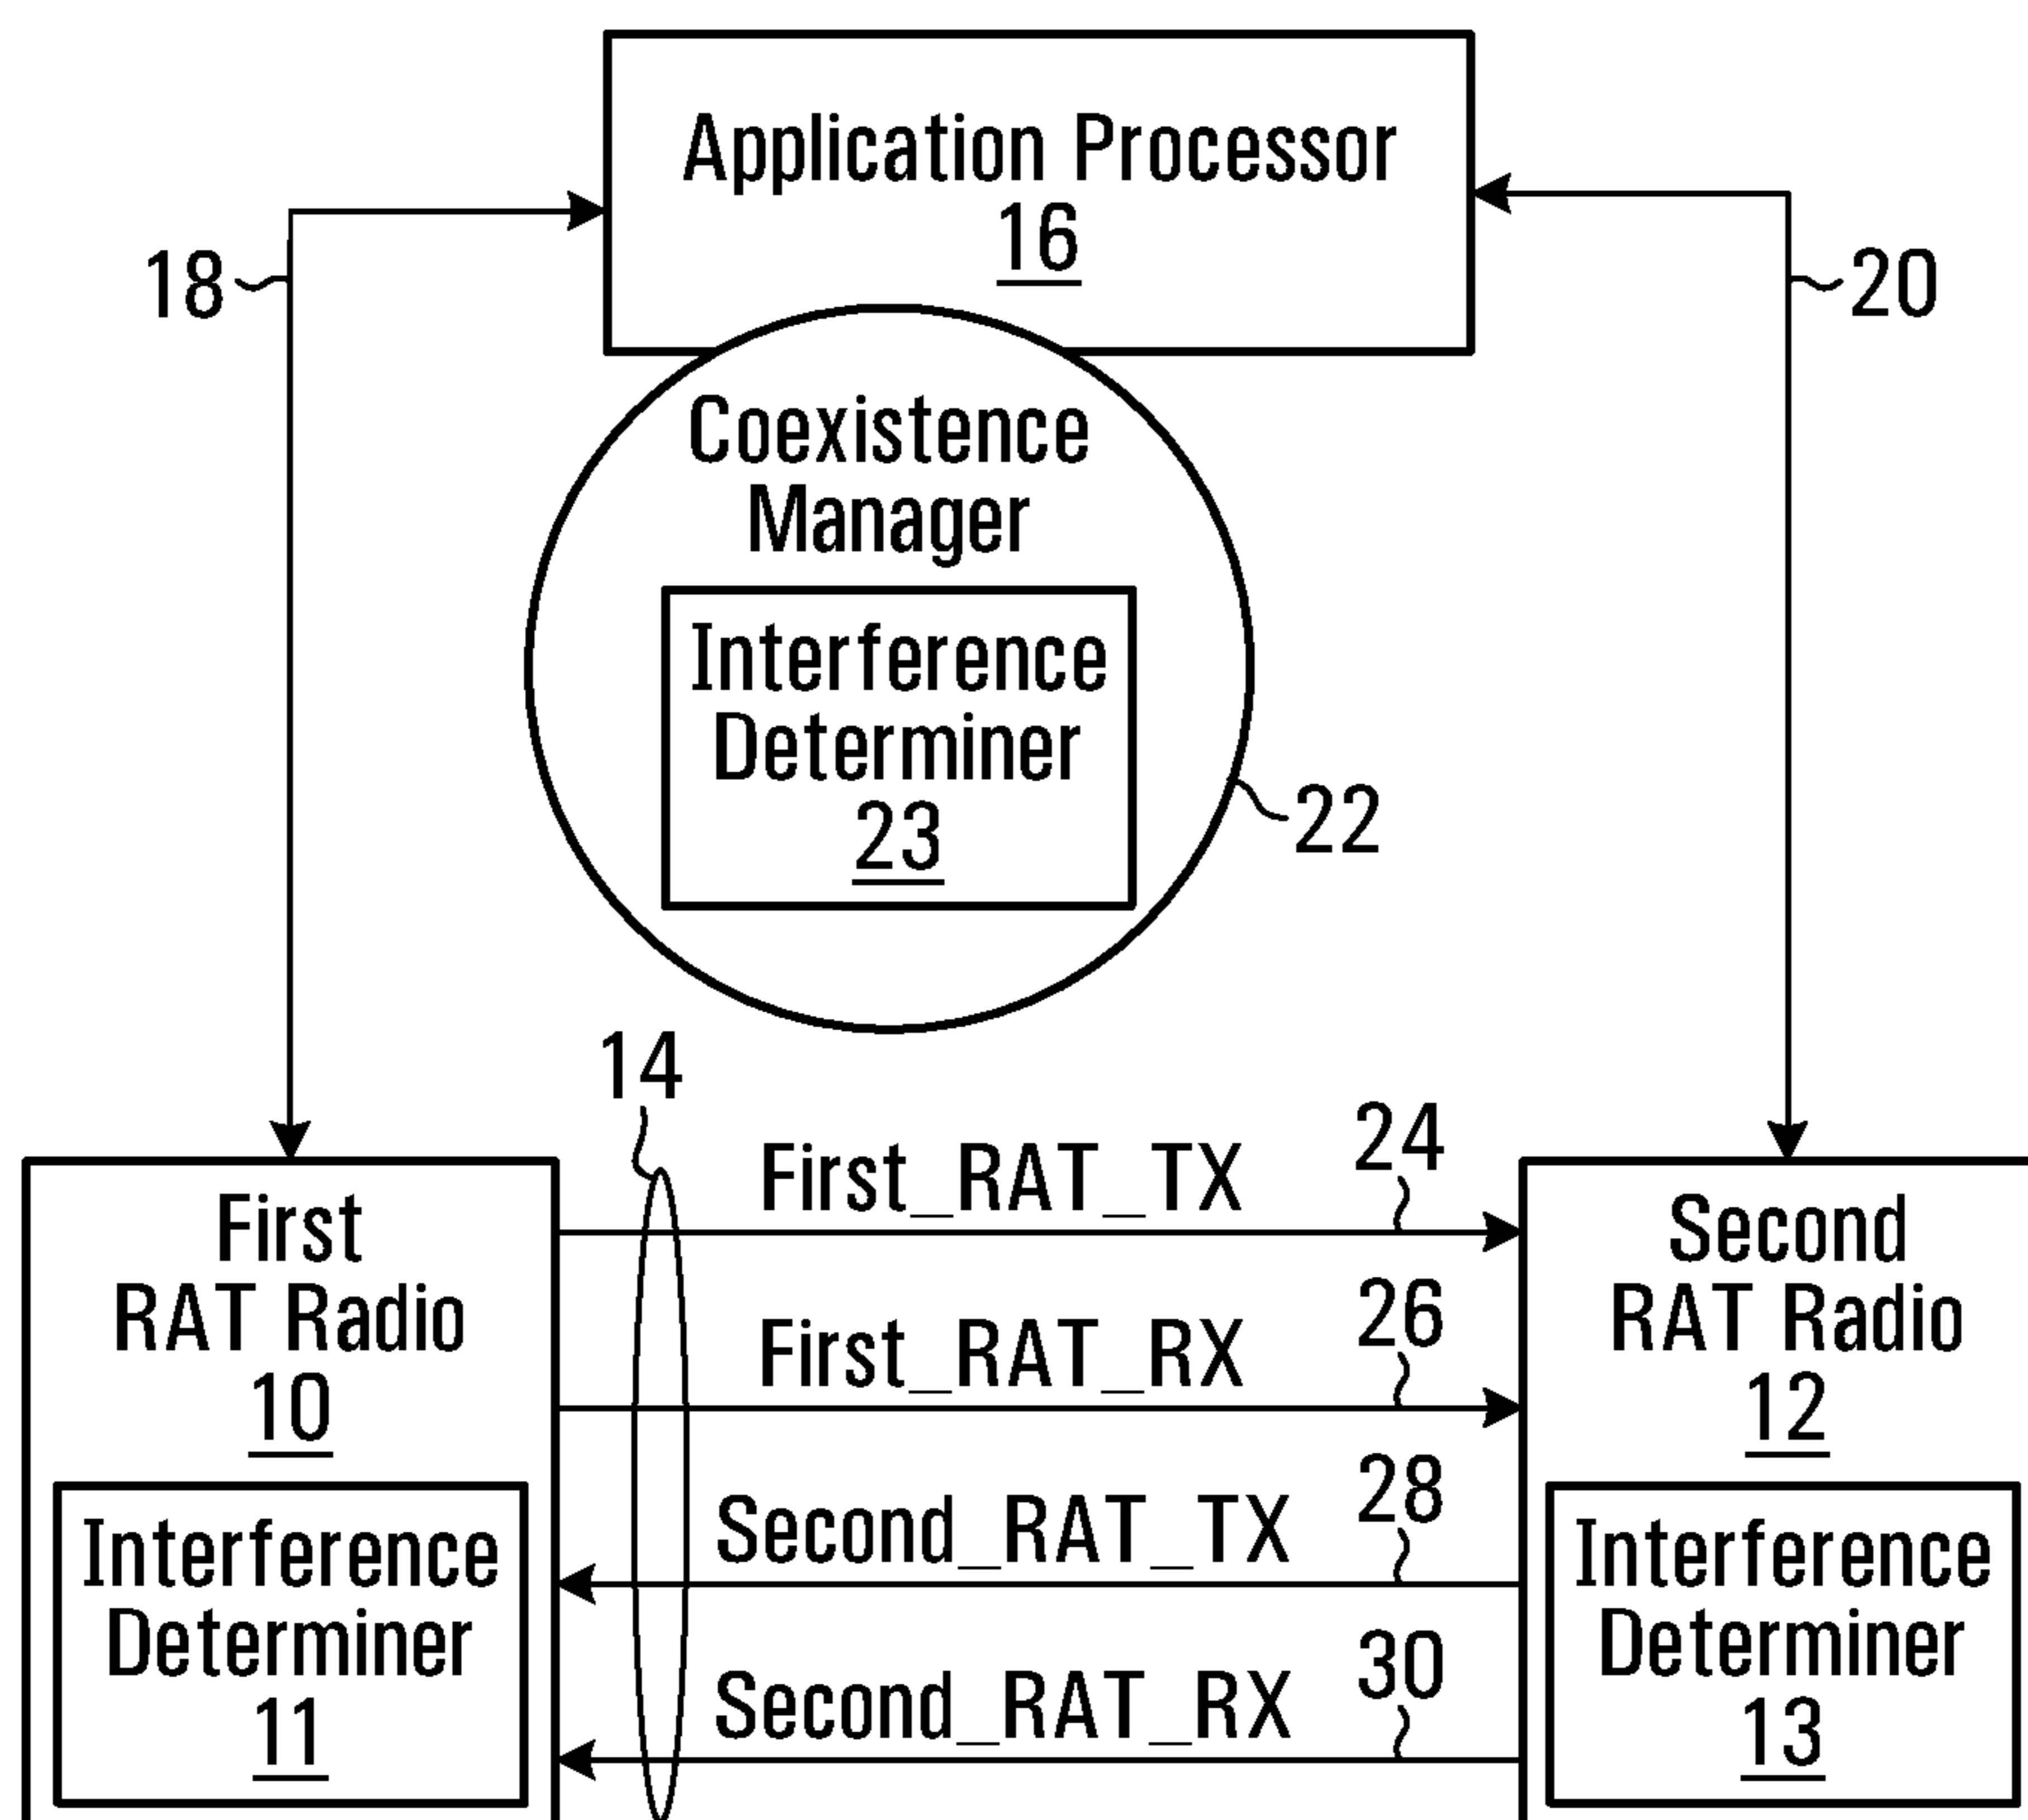 Application Processor
16
18
20
Coexistence
Manager
Interference
Determiner
23
22
14
First_RAT_TX
24
First
RAT Radio
10
First_RAT_RX
26
Second
RAT Radio
12
Second_RAT_TX
28
Interference
Determiner
11
Second_RAT_RX
30
Interference
Determiner
13